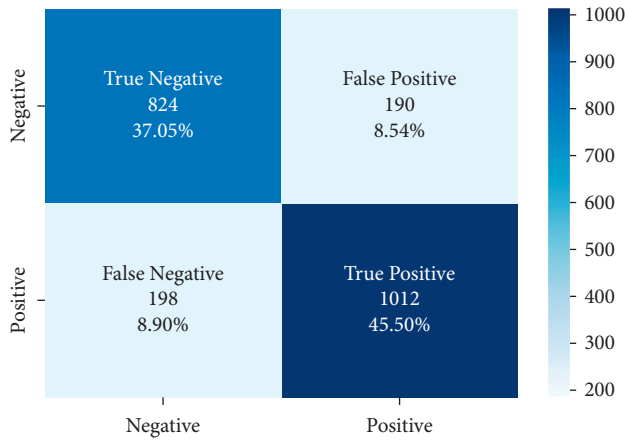 Negative
True Negative
824
37.05%
False Positive
190
8.54%
Positive
False Negative
198
8.90%
True Positive
1012
45.50%
Negative
Positive
1000
900
800
700
600
500
400
300
200